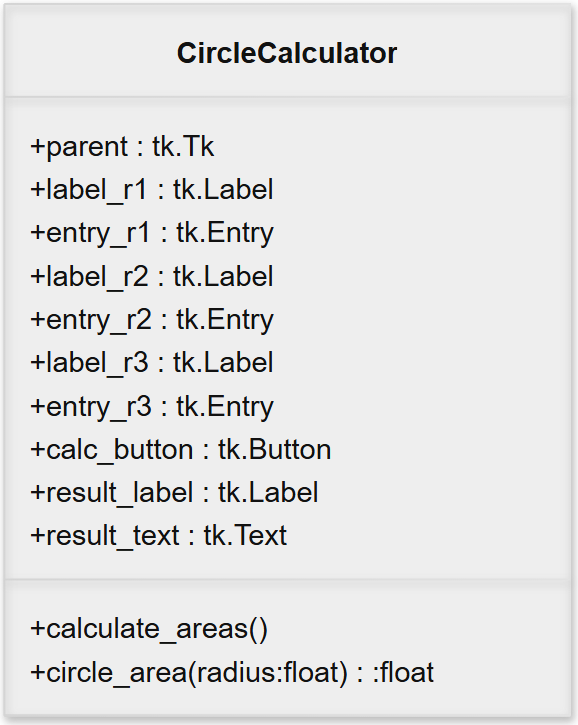 CircleCalculator
+parent : tk.Tk
+label_r1 : tk.Label
+entry_r1 : tk.Entry
+label_r2 : tk.Label
+entry_r2 : tk.Entry
+label_r3 : tk.Label
+entry_r3 : tk.Entry
+calc_button : tk.Button
+result_label : tk.Label
+result_text : tk.Text
+calculate_areas()
+circle_area(radius:float) : :float